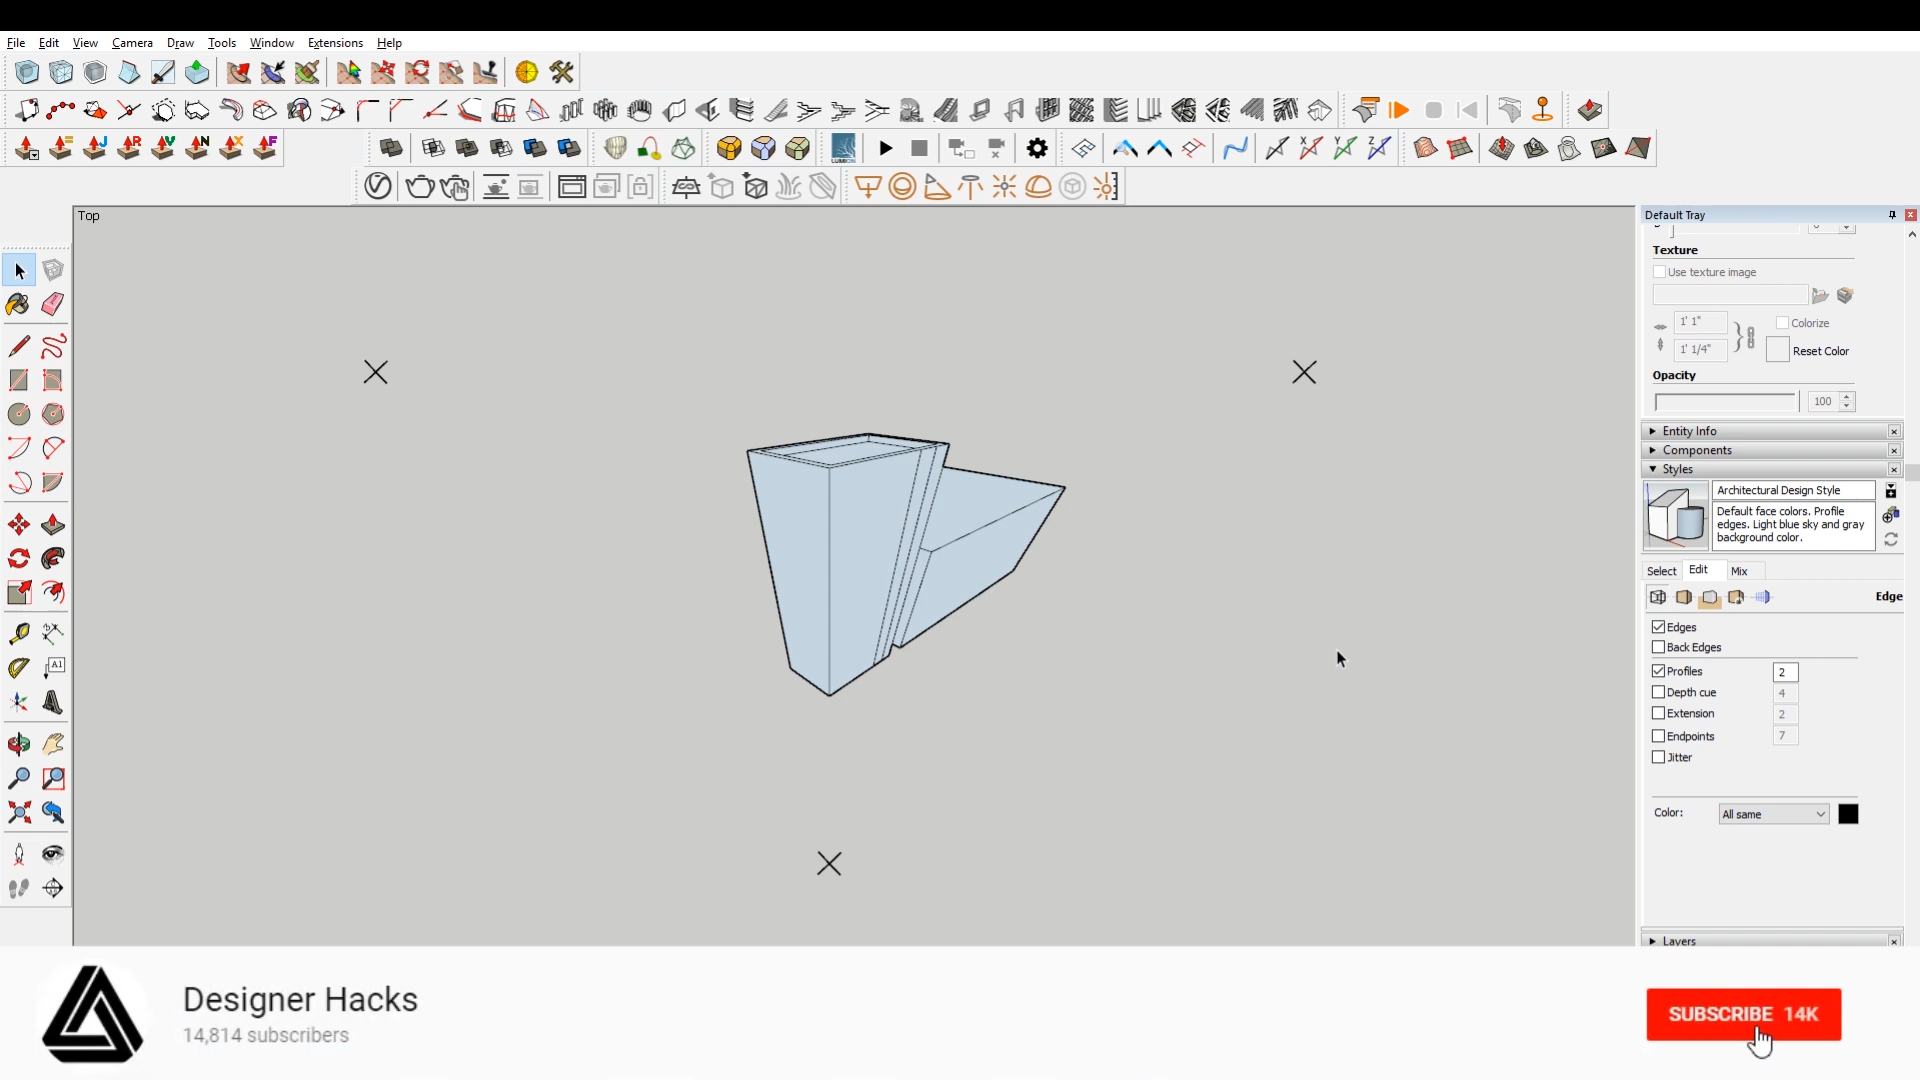 File Edit View Camera Draw Tools Window Extensions Help
Top
Default Tray
Texture
Use texture image
1' 1"
Colorize
1' 1/4"
Reset Color
Opacity
100
Entity Info
Components
Styles
Architectural Design Style
Default face colors. Profile
edges. Light blue sky and gray
background color.
Select Edit Mix
Edge
Edges
Back Edges
Profiles 2
Depth cue 4
Extension 2
Endpoints 7
Jitter
Color: All same
Layers
Designer Hacks
14,814 subscribers
SUBSCRIBE 14K